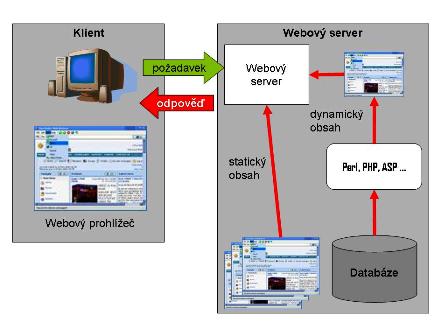 Klient
Webový server
požadavek
odpověď
Webový
server
dynamický
obsah
statický
obsah
Perl, PHP, ASP ...
Webový prohlížeč
Databáze